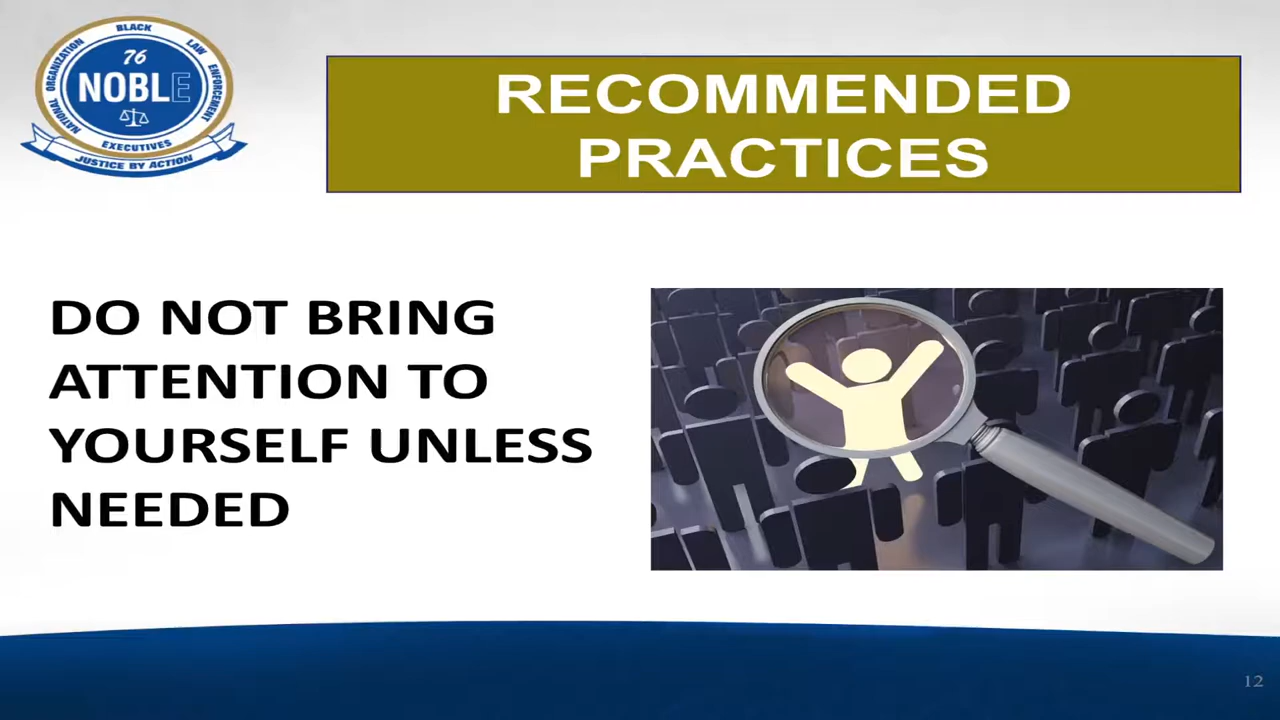 NATIONAL ORGANIZATION BLACK LAW ENFORCEMENT
76
NOBLE
EXECUTIVES
JUSTICE BY ACTION
RECOMMENDED
PRACTICES
DO NOT BRING
ATTENTION TO
YOURSELF UNLESS
NEEDED
12